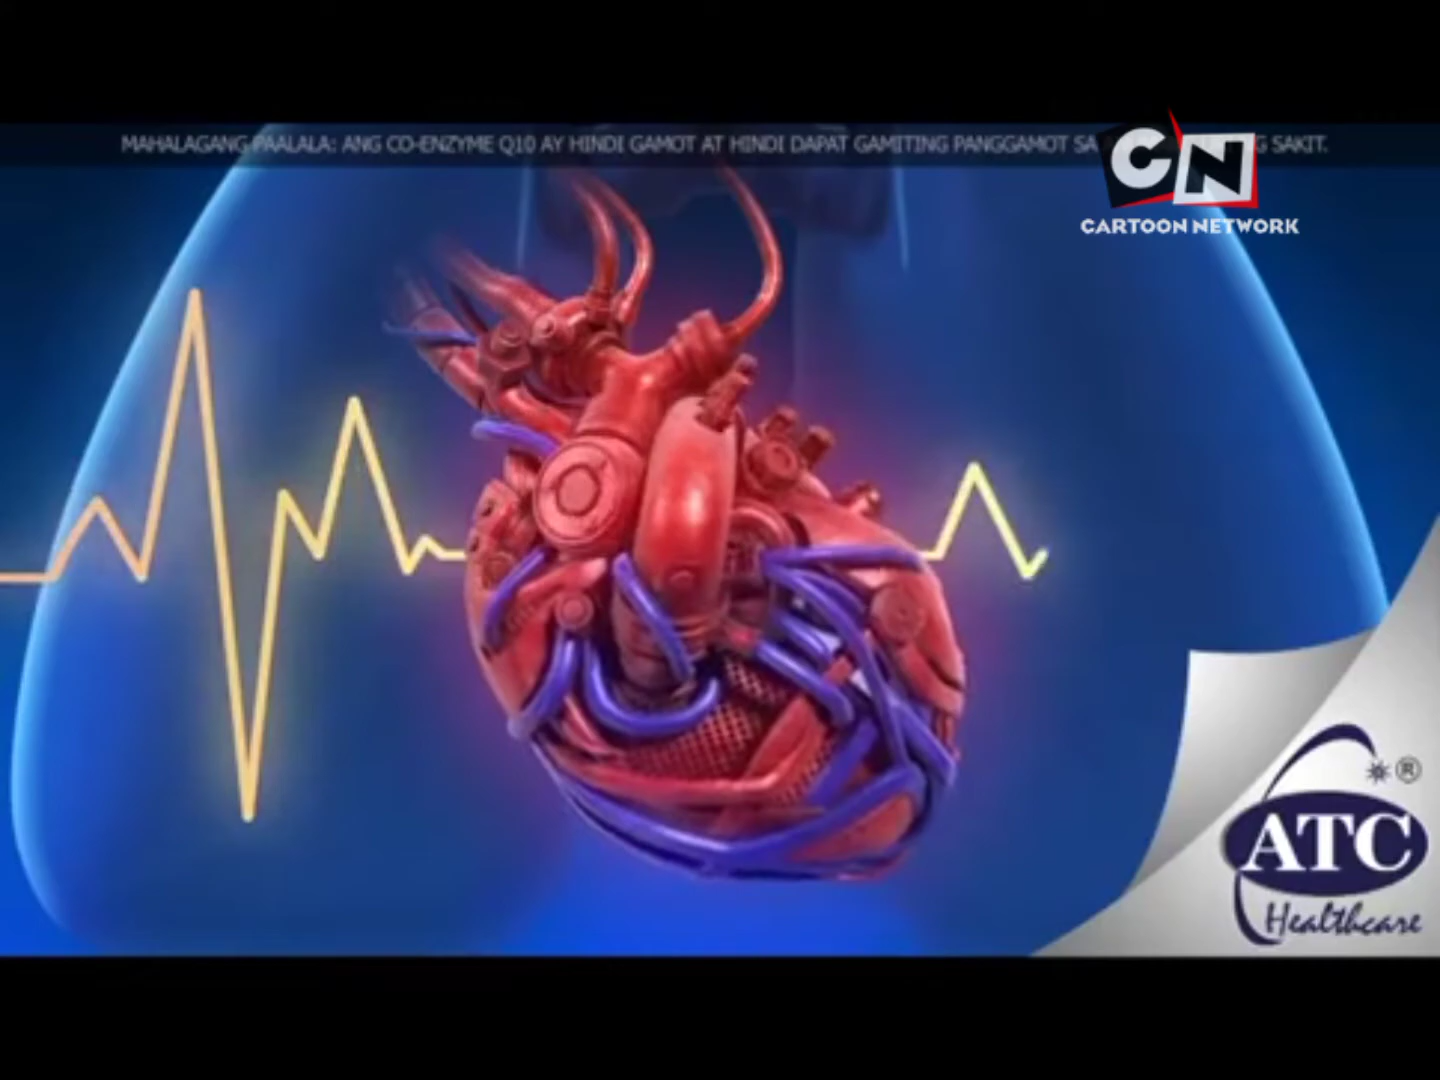 MAHALAGANG PAALALA: ANG CO-ENZYME Q10 AY HINDI GAMOT AT HINDI DAPAT GAMITING PANGGAMOT SA SAKIT.
CN
CARTOON NETWORK
ATC ®
Healthcare